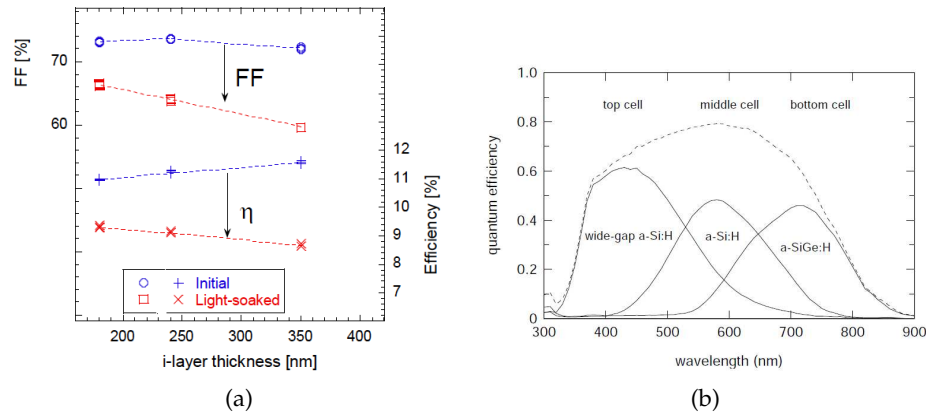 FF [%]
70
60
FF
η
12
11
10
9
8
7
Efficiency [%]
Initial
Light-soaked
200
250
300
350
400
i-layer thickness [nm]
(a)
1.0
0.8
0.6
0.4
0.2
0
quantum efficiency
top cell
middle cell
bottom cell
wide-gap a-Si:H
a-Si:H
a-SiGe:H
300
400
500
600
700
800
900
wavelength (nm)
(b)